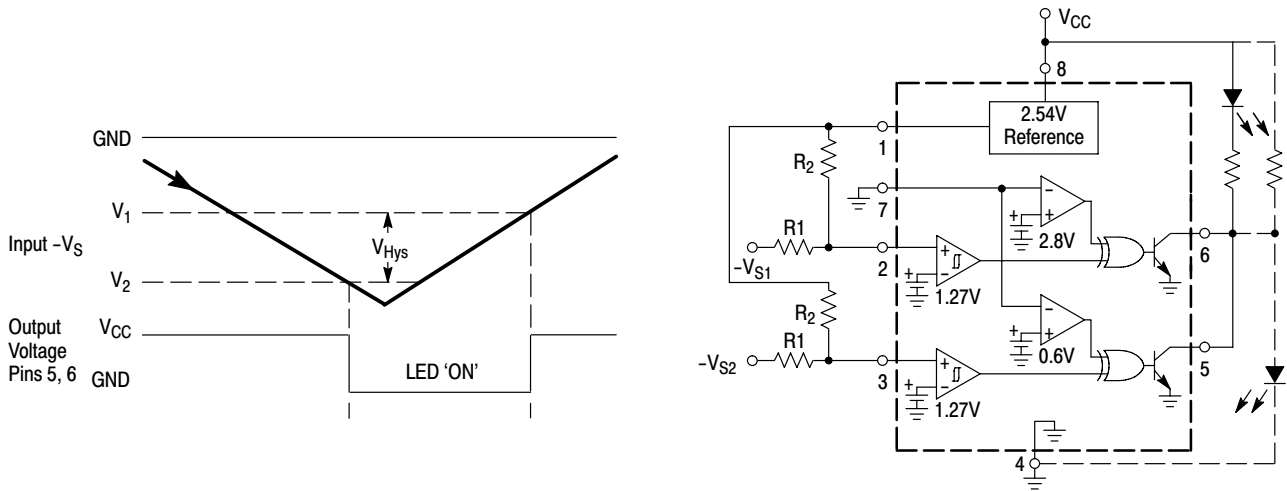 GND
V1
Input –VS
VHys
V2
Output
Voltage
Pins 5, 6
VCC
GND
LED ‘ON’
VCC
8
2.54V
Reference
1
R2
7
2.8V
6
R1
–VS1
2
1.27V
R2
0.6V
R1
–VS2
3
1.27V
5
4